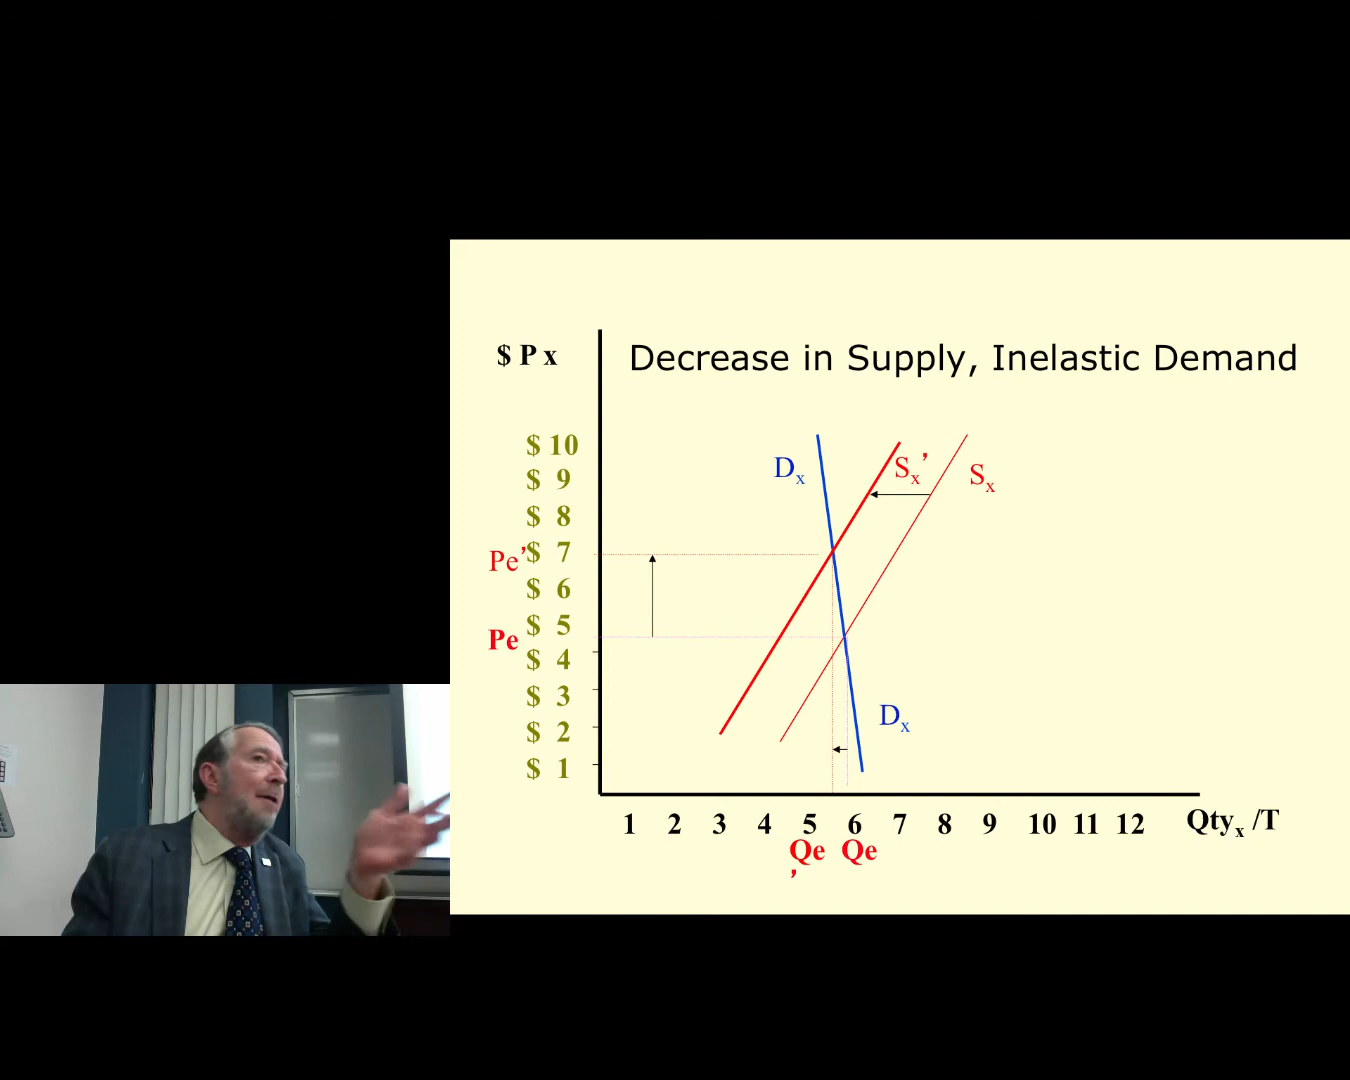 $ P x
Decrease in Supply, Inelastic Demand
$ 10
$ 9
$ 8
$ 7
$ 6
$ 5
$ 4
$ 3
$ 2
$ 1
Pe’
Pe
Dx
Sx’
Sx
Dx
1 2 3 4 5 6 7 8 9 10 11 12
Qtyx /T
Qe’ Qe